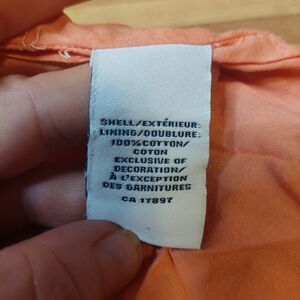 SHELL/EXTÉRIEUR:
LINING/DOUBLURE:
100% COTTON/
COTON
EXCLUSIVE OF
DECORATION/
À L'EXCEPTION
DES GARNITURES
CA 17897